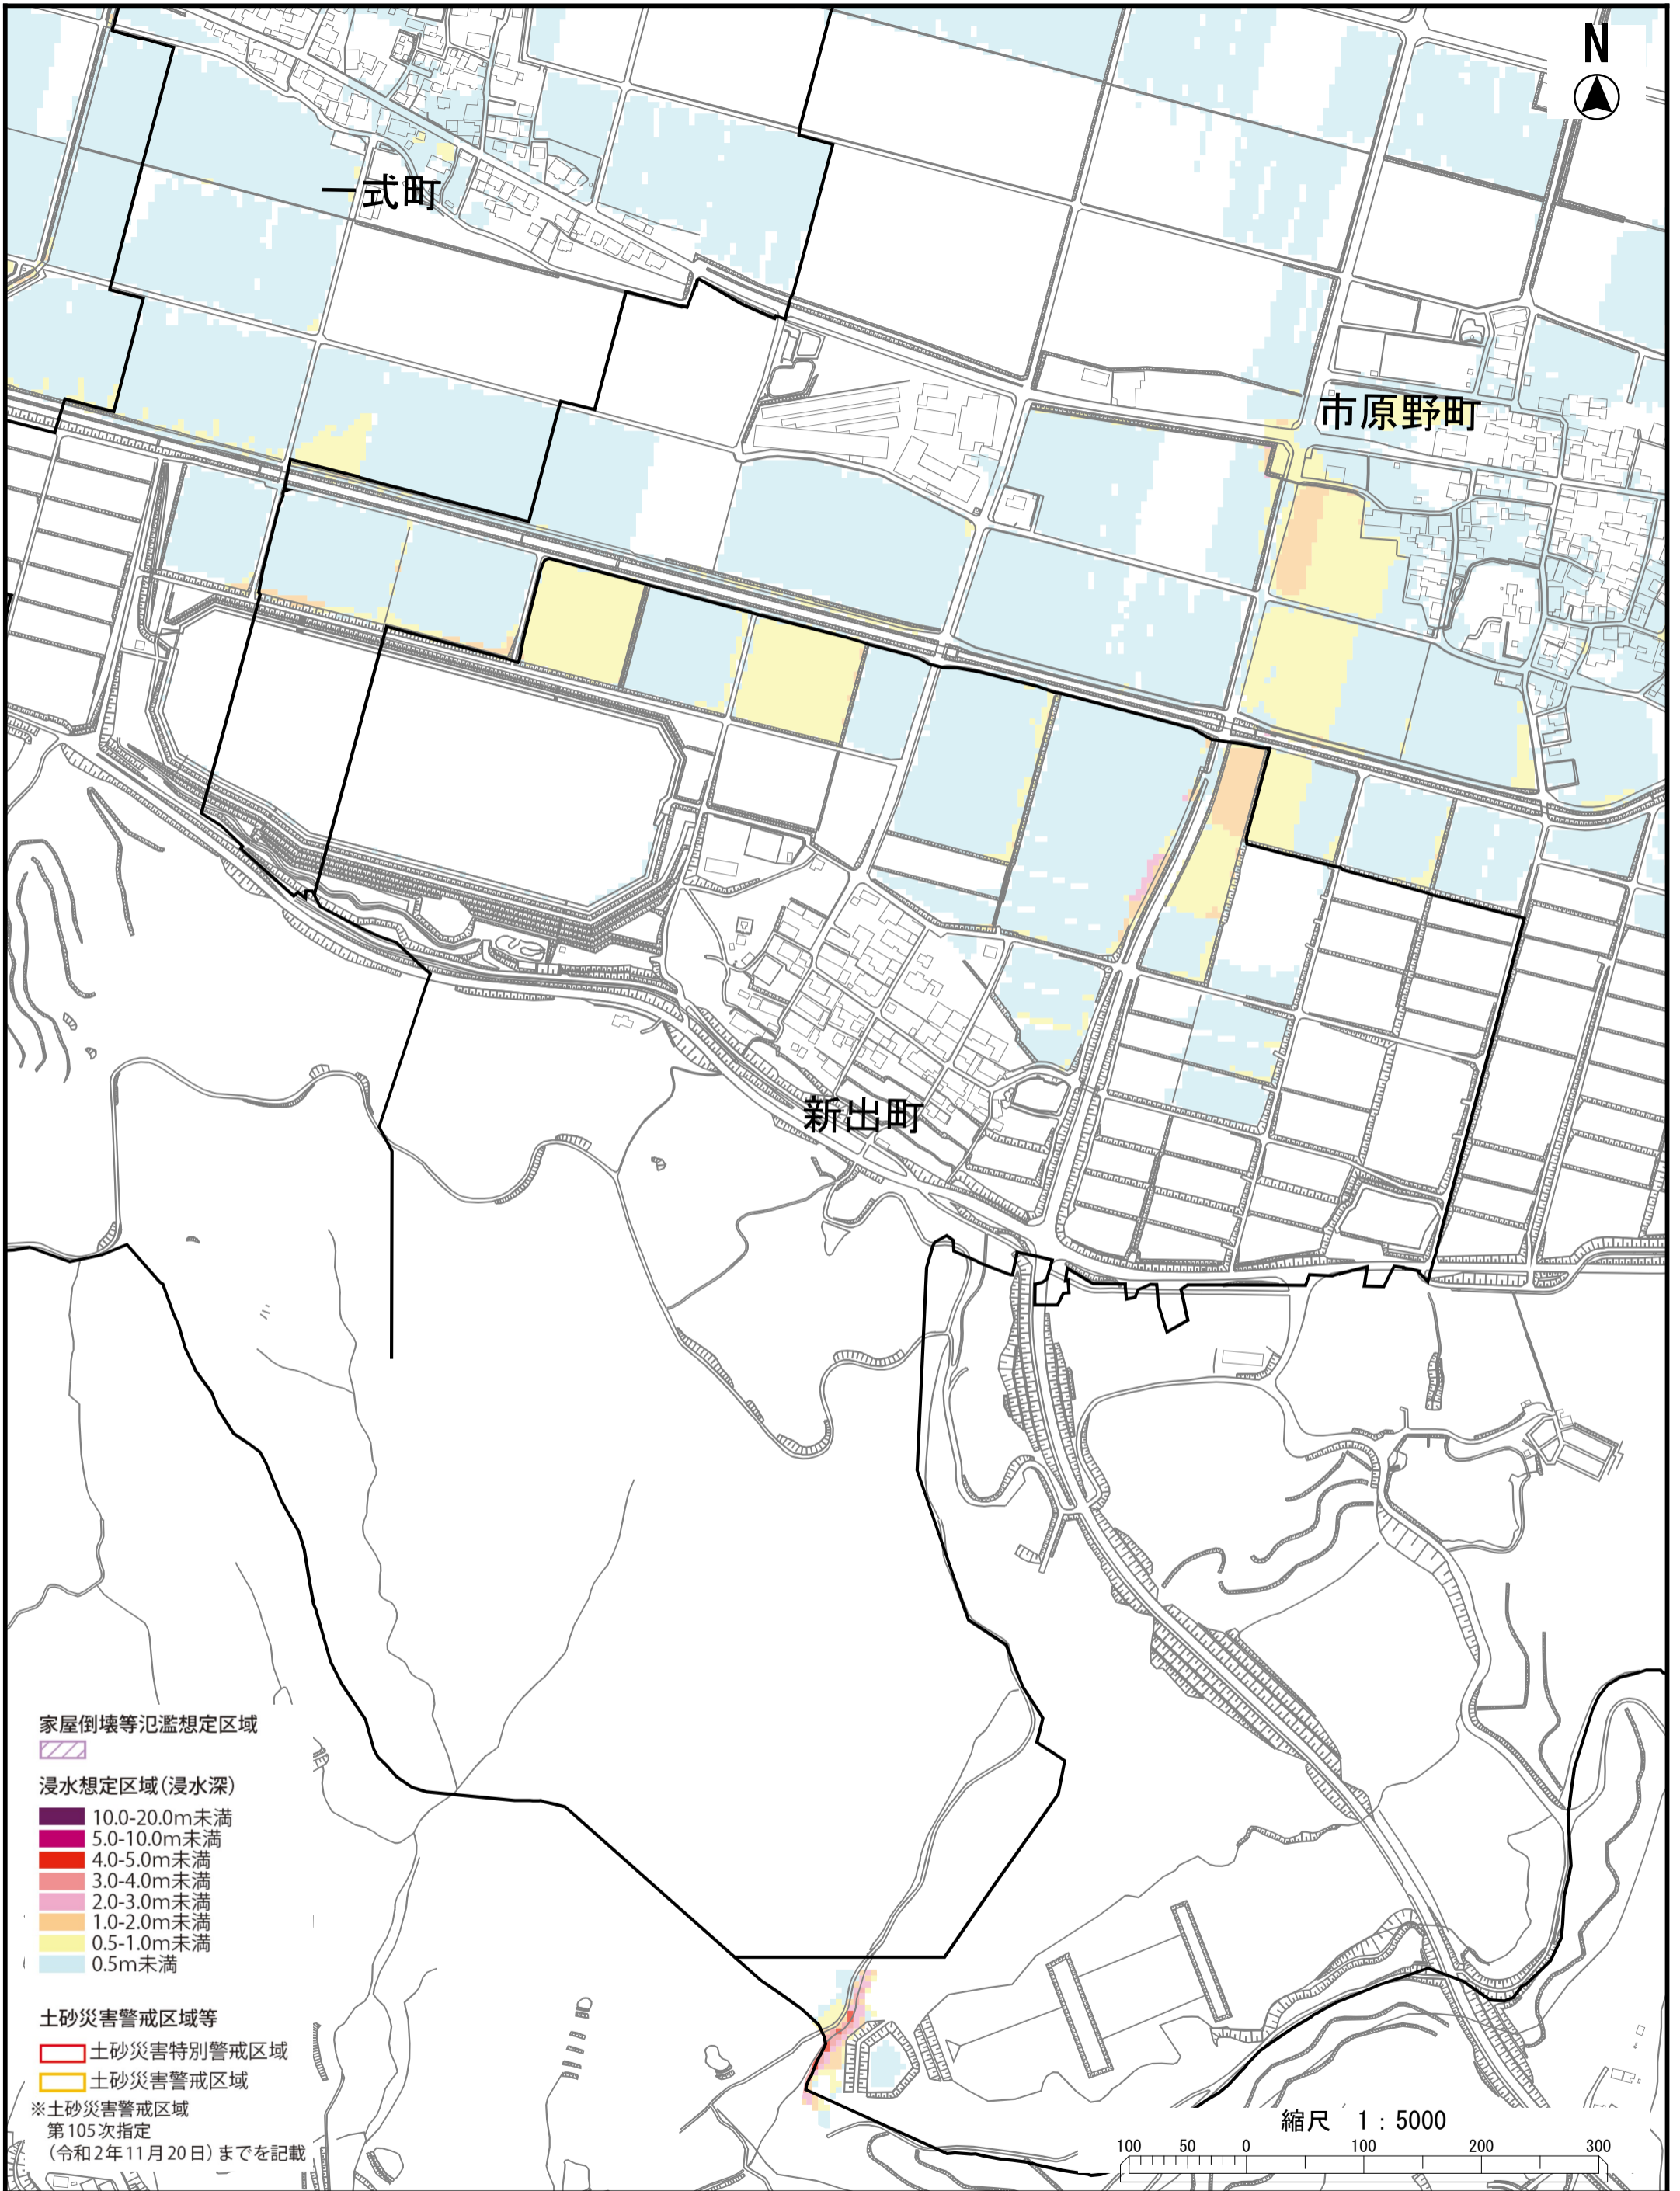 N
一式町
市原野町
新出町
家屋倒壊等氾濫想定区域
浸水想定区域(浸水深)
10.0-20.0m未満
5.0-10.0m未満
4.0-5.0m未満
3.0-4.0m未満
2.0-3.0m未満
1.0-2.0m未満
0.5-1.0m未満
0.5m未満
土砂災害警戒区域等
土砂災害特別警戒区域
土砂災害警戒区域
※土砂災害警戒区域
第105次指定
(令和2年11月20日)までを記載
縮尺 1:5000
100 50 0 100 200 300